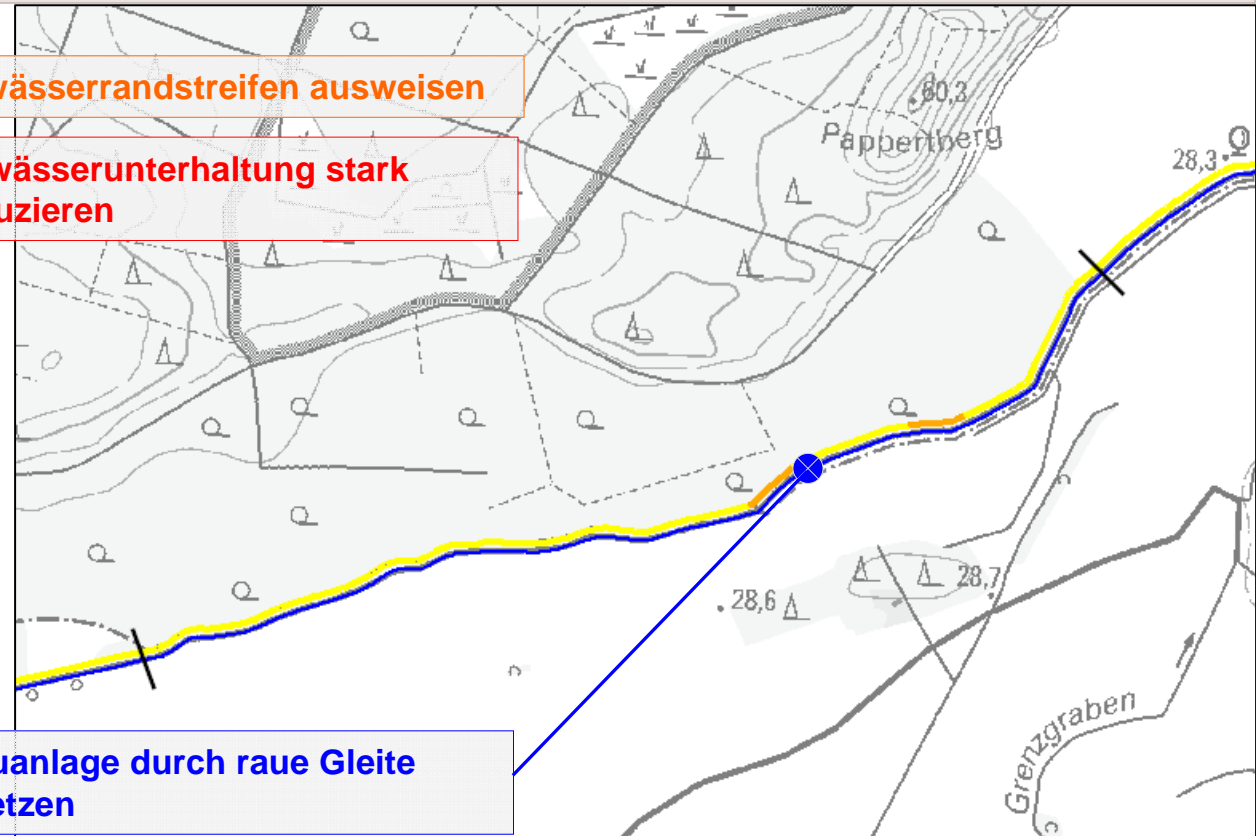 wässerrandstreifen ausweisen
wässerunterhaltung stark
uzieren
60,3
Pappertberg
28,3
28,7
28,6
Grenzgraben
uanlage durch raue Gleite
etzen